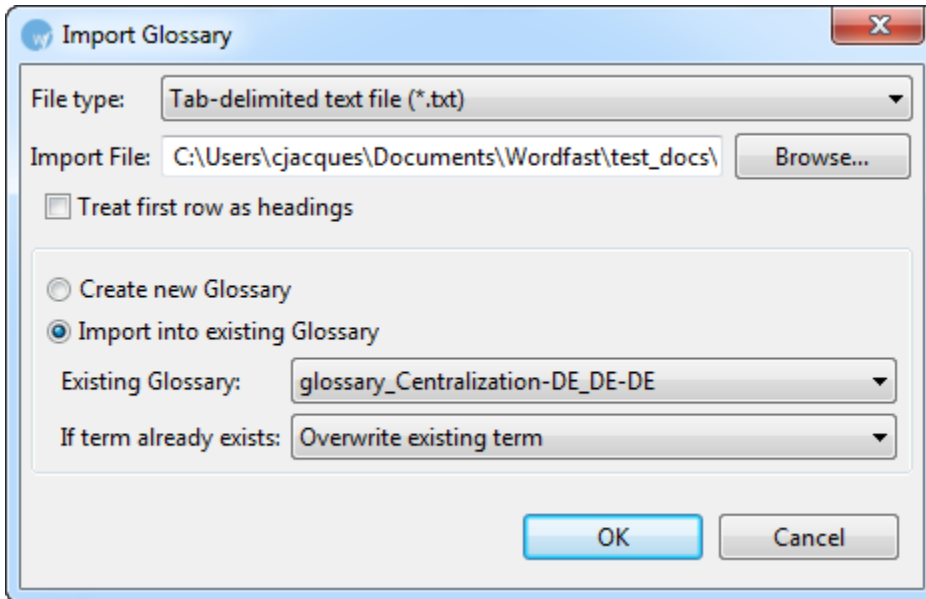 Import Glossary
File type: Tab-delimited text file (*.txt)
Import File: C:\Users\cjacques\Documents\Wordfast\test_docs\ Browse...
Treat first row as headings
Create new Glossary
Import into existing Glossary
Existing Glossary: glossary_Centralization-DE_DE-DE
If term already exists: Overwrite existing term
OK Cancel